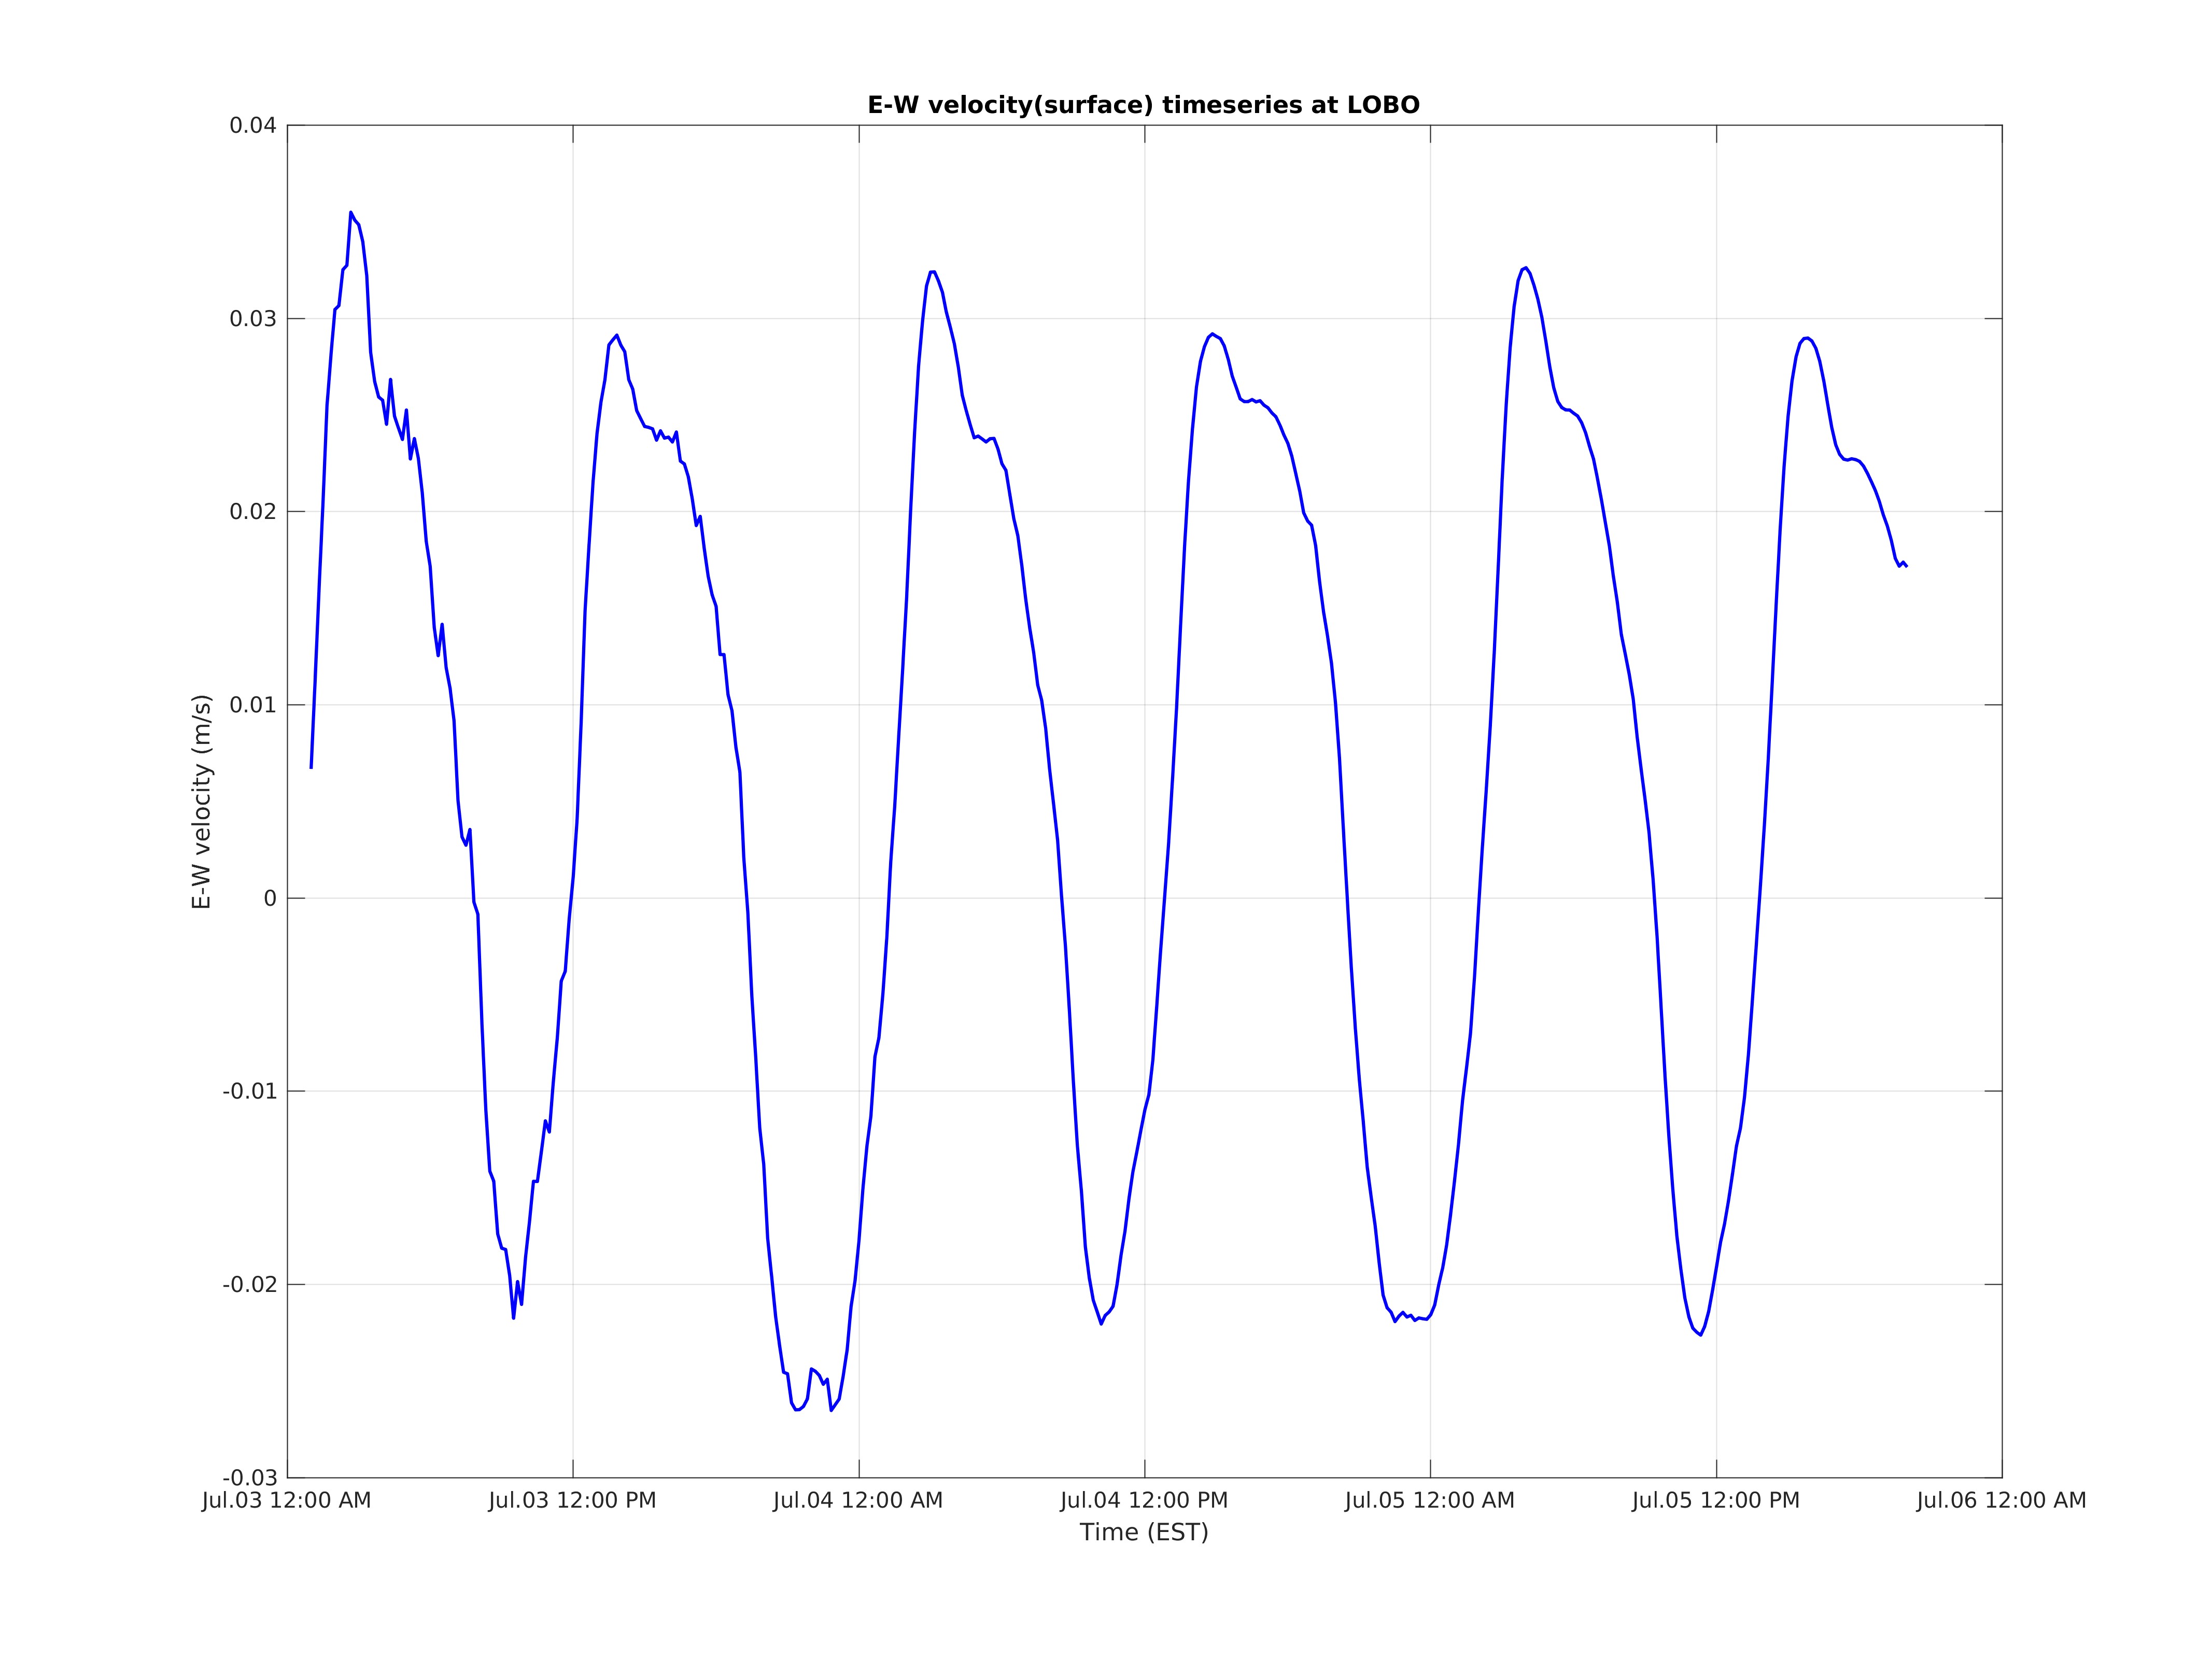 E-W velocity(surface) timeseries at LOBO
0.04
0.03
0.02
0.01
0
-0.01
-0.02
-0.03
E-W velocity (m/s)
Jul.03 12:00 AM
Jul.03 12:00 PM
Jul.04 12:00 AM
Jul.04 12:00 PM
Jul.05 12:00 AM
Jul.05 12:00 PM
Jul.06 12:00 AM
Time (EST)